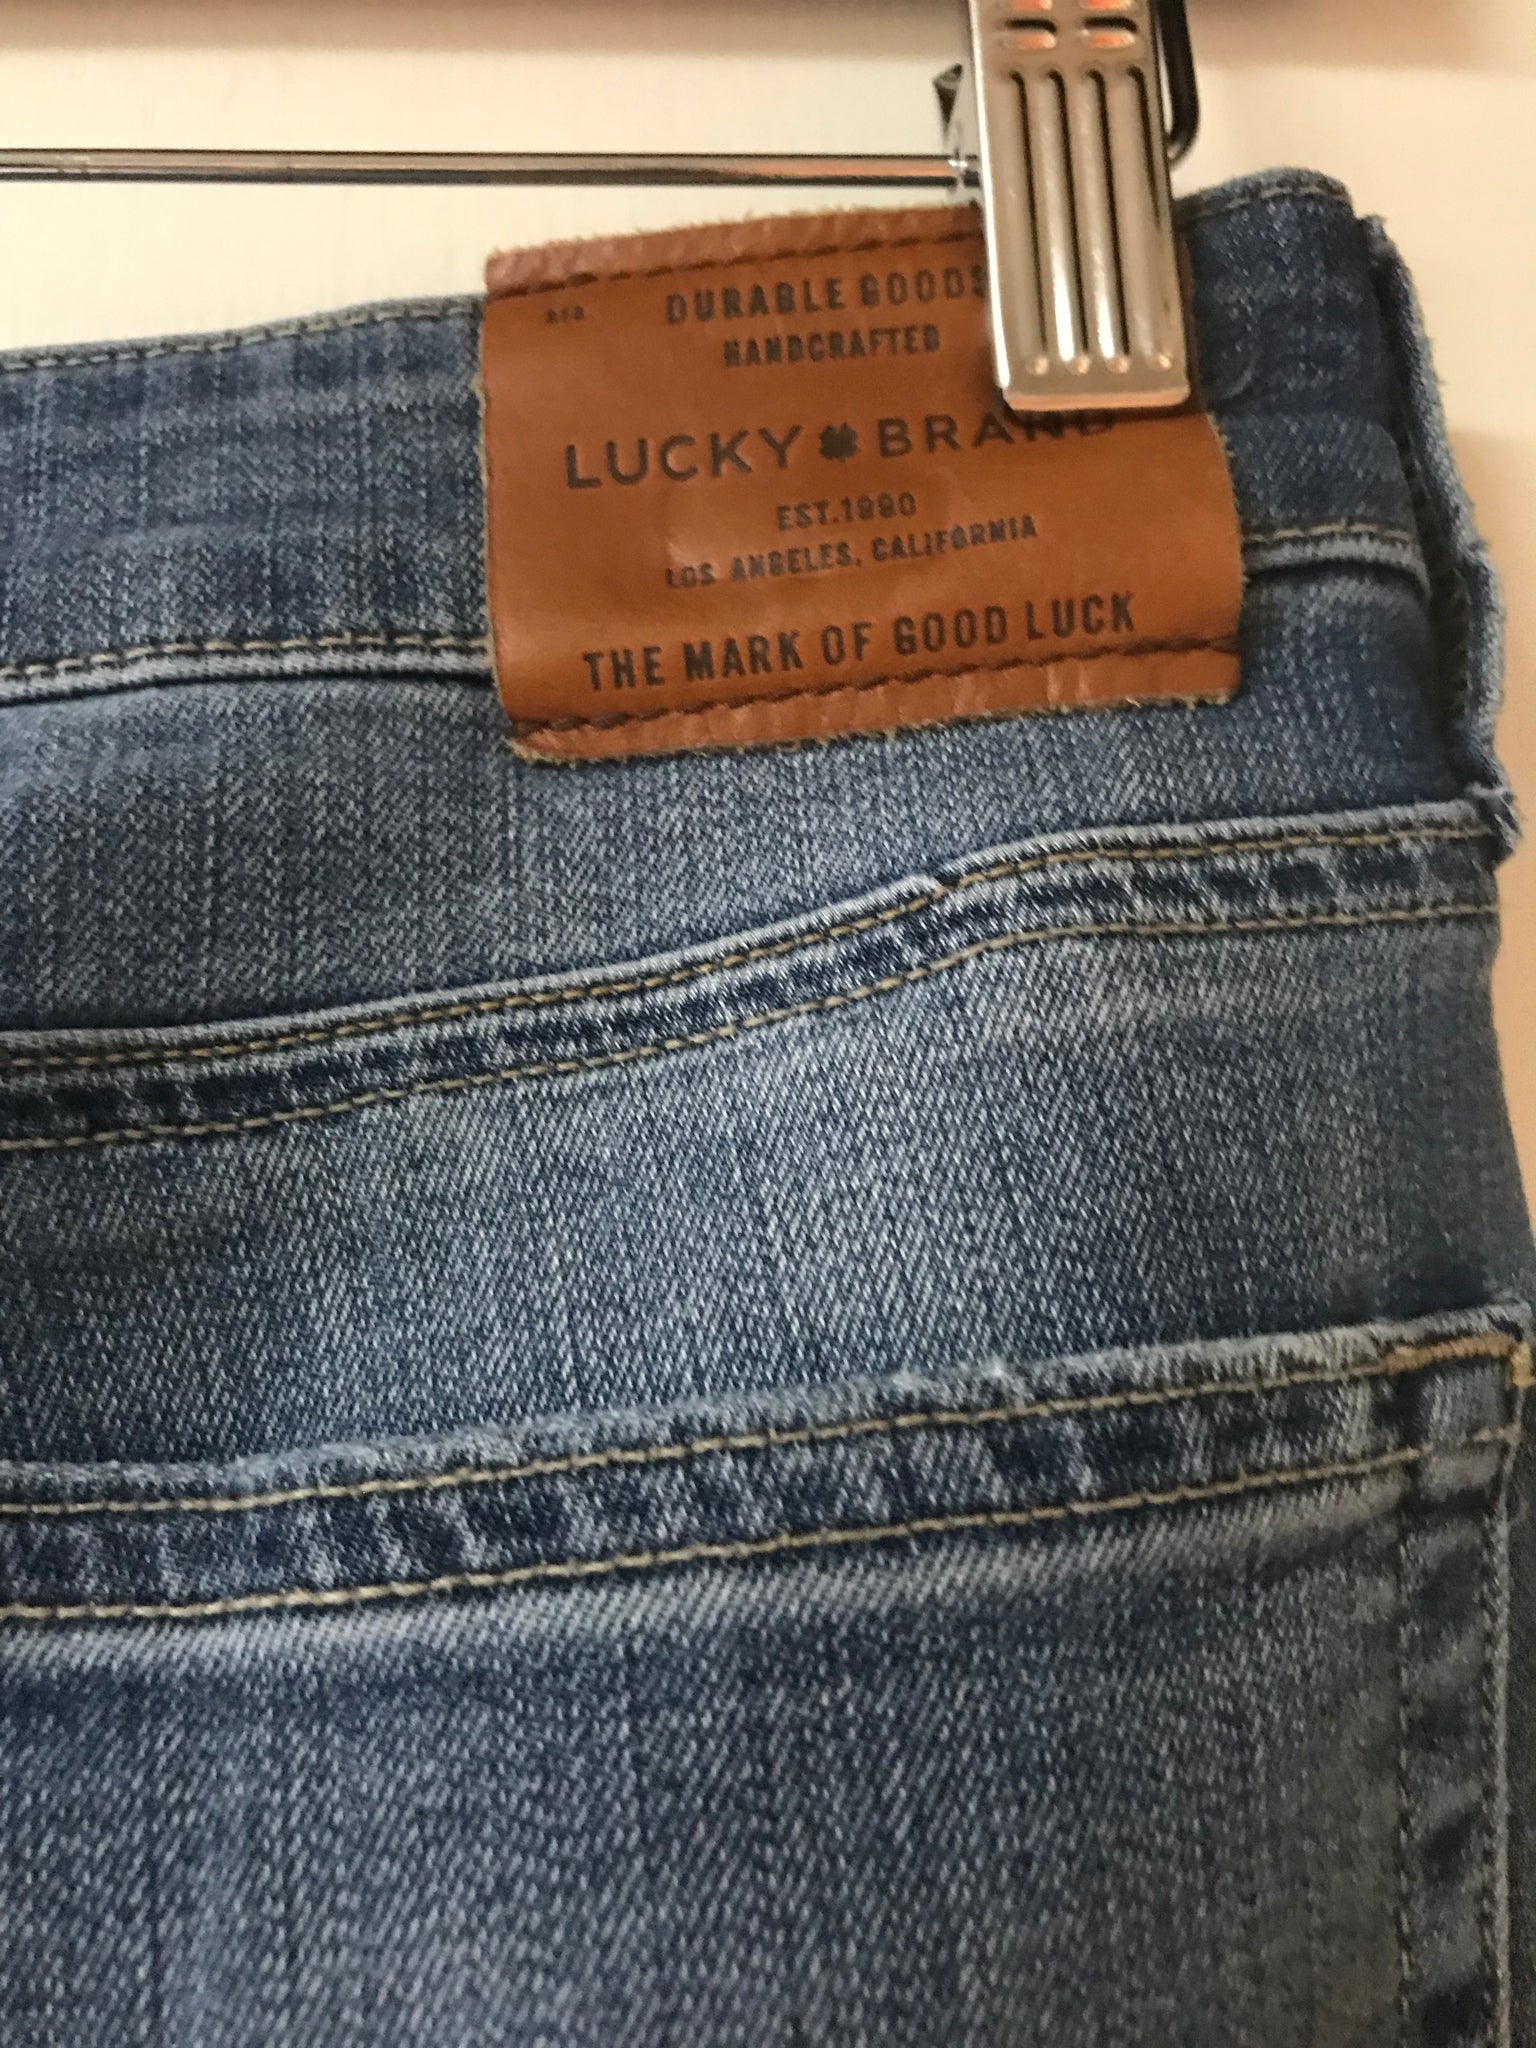 DURABLE GOODS
HANDCRAFTED
LUCKY BRAND
EST.1990
LOS ANGELES, CALIFORNIA
THE MARK OF GOOD LUCK